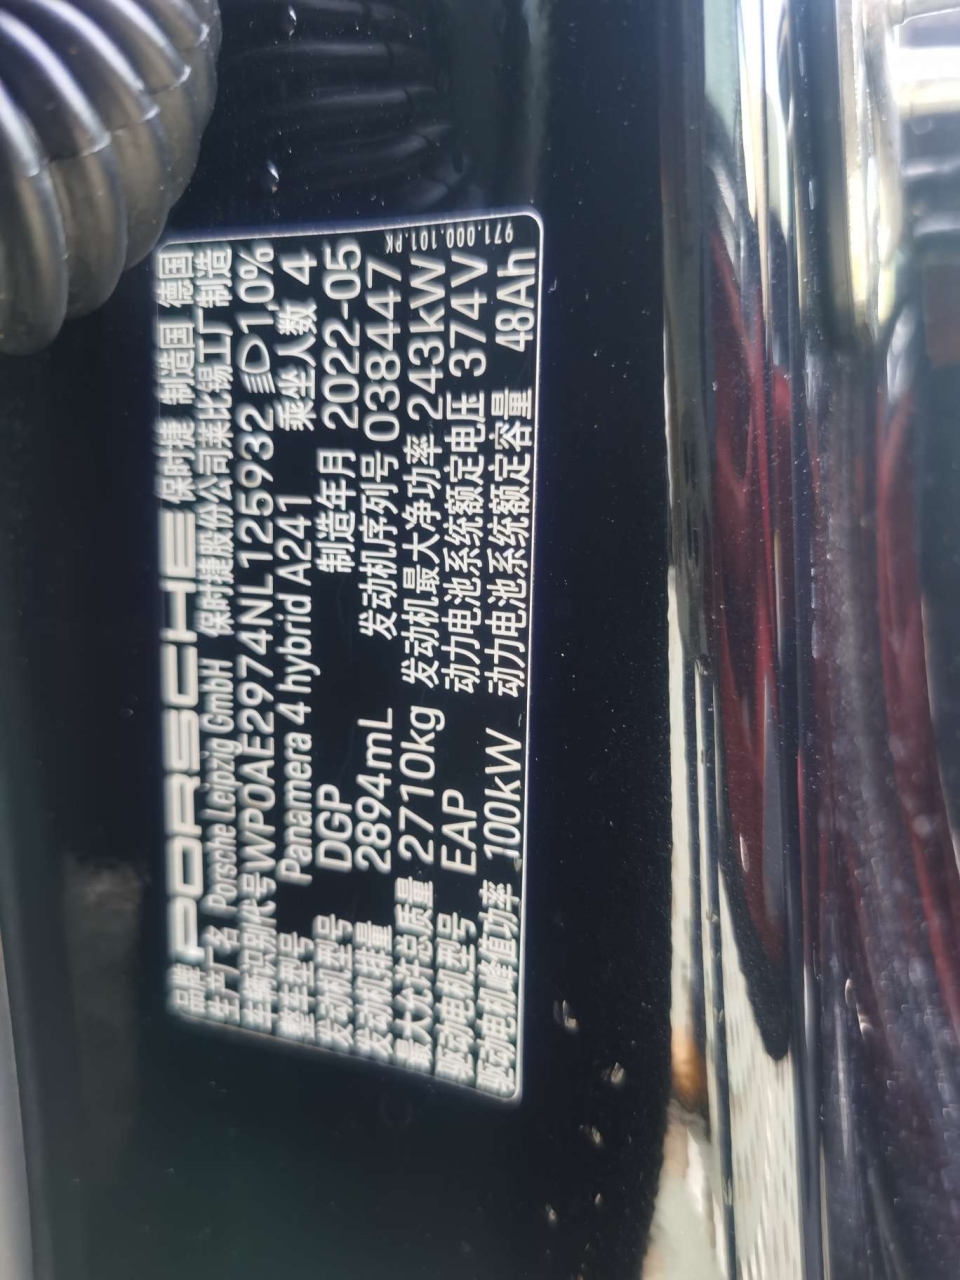 品牌 PORSCHE 保时捷 制造国 德国
生产厂名 Porsche Leipzig GmbH 保时捷股份公司莱比锡工厂制造
车辆识别代号 WP0AE2974NL125932 1,0%
整车型号 Panamera 4 hybrid A241 乘坐人数 4
发动机型号 DGP 制造年月 2022-05
发动机排量 2894mL 发动机序列号 038447
最大允许总质量 2710kg 发动机最大净功率 243kW
驱动电机型号 EAP 动力电池系统额定电压 374V
驱动电机峰值功率 100kW 动力电池系统额定容量 48Ah
971.000.101.PK